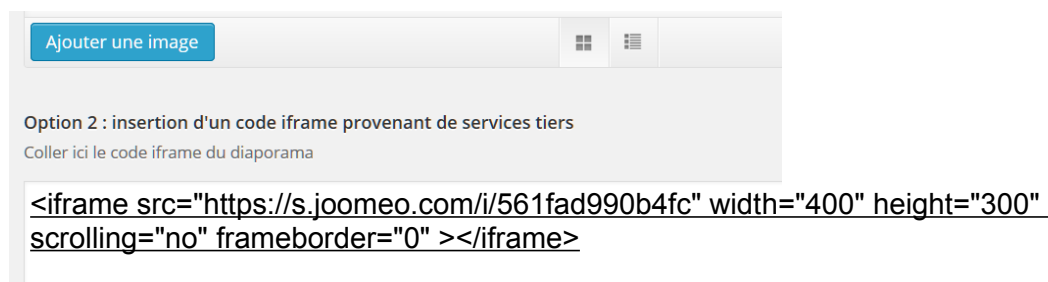 Ajouter une image
Option 2 : insertion d'un code iframe provenant de services tiers
Coller ici le code iframe du diaporama
<iframe src="https://s.joomeo.com/i/561fad990b4fc" width="400" height="300"
scrolling="no" frameborder="0" ></iframe>